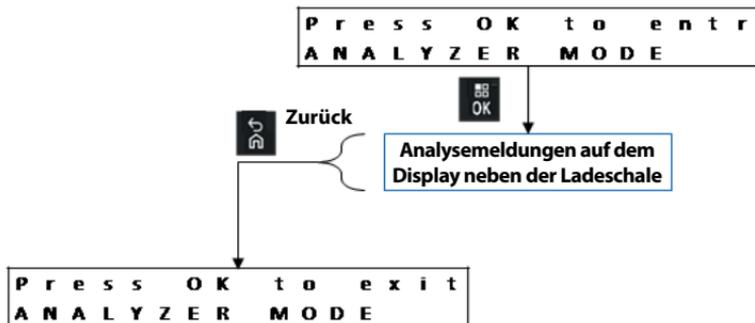 Press OK to entr
ANALYZER MODE
OK
Zurück
Analysemeldungen auf dem
Display neben der Ladeschale
Press OK to exit
ANALYZER MODE